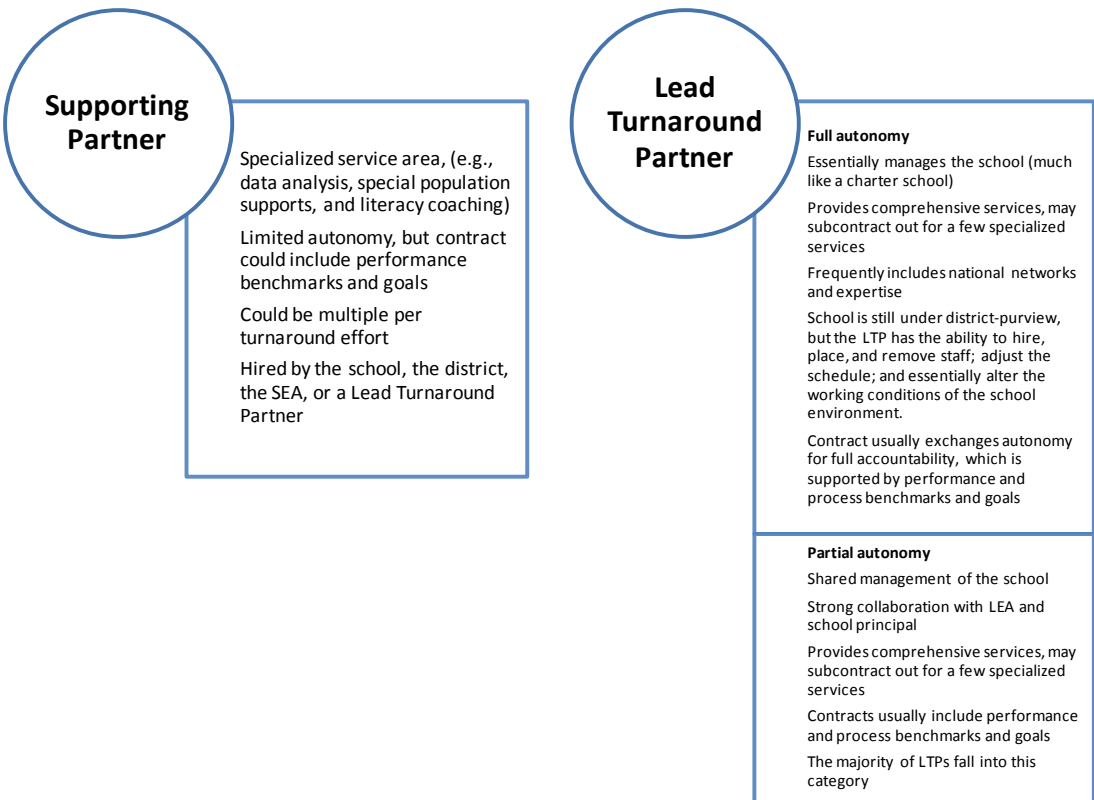 Supporting
Partner
Specialized service area, (e.g.,
data analysis, special population
supports, and literacy coaching)
Limited autonomy, but contract
could include performance
benchmarks and goals
Could be multiple per
turnaround effort
Hired by the school, the district,
the SEA, or a Lead Turnaround
Partner
Lead
Turnaround
Partner
Full autonomy
Essentially manages the school (much
like a charter school)
Provides comprehensive services, may
subcontract out for a few specialized
services
Frequently includes national networks
and expertise
School is still under district-purview,
but the LTP has the ability to hire,
place, and remove staff; adjust the
schedule; and essentially alter the
working conditions of the school
environment.
Contract usually exchanges autonomy
for full accountability, which is
supported by performance and
process benchmarks and goals
Partial autonomy
Shared management of the school
Strong collaboration with LEA and
school principal
Provides comprehensive services, may
subcontract out for a few specialized
services
Contracts usually include performance
and process benchmarks and goals
The majority of LTPs fall into this
category